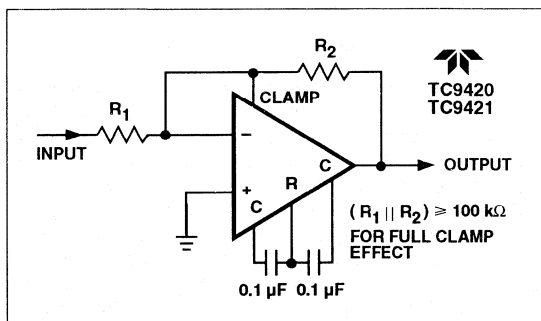 R2
TC9420
TC9421
R1
CLAMP
INPUT
−
+
C
R
C
OUTPUT
( R1 || R2 ) ≥ 100 kΩ
FOR FULL CLAMP
EFFECT
0.1 µF 0.1 µF